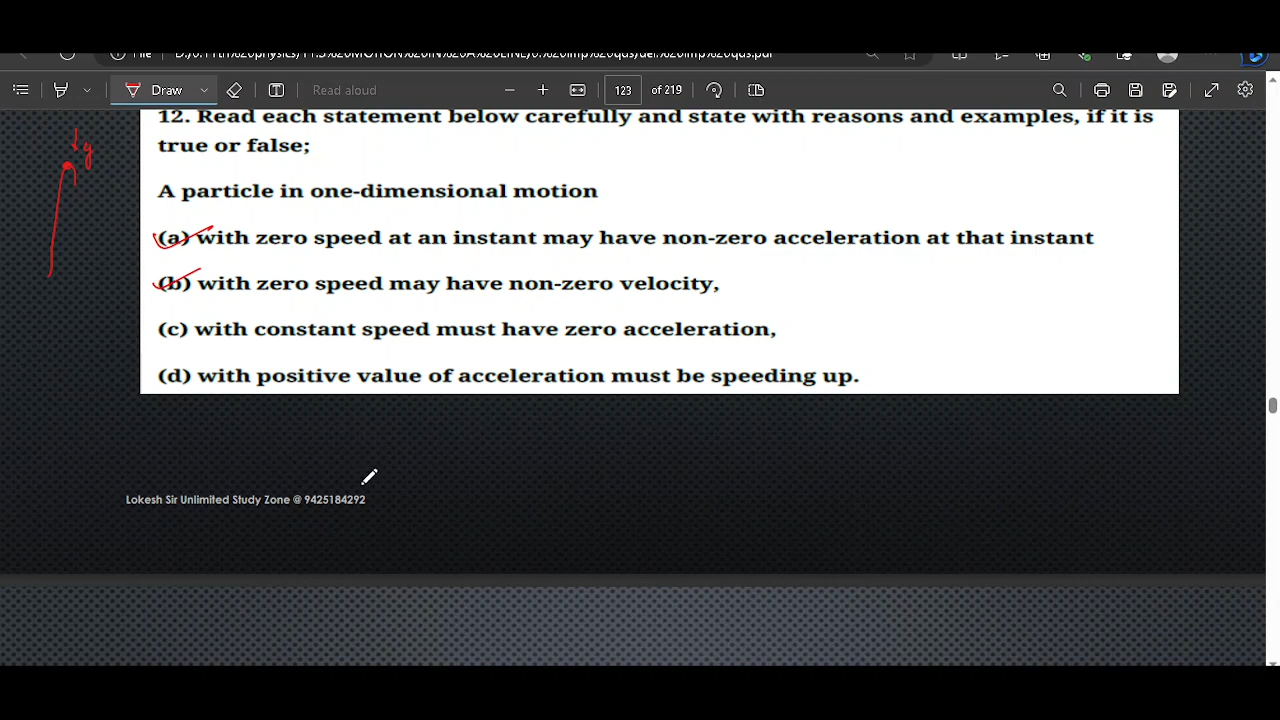 Draw
Read aloud
123
of 219
12. Read each statement below carefully and state with reasons and examples, if it is
true or false;
A particle in one-dimensional motion
(a) with zero speed at an instant may have non-zero acceleration at that instant
(b) with zero speed may have non-zero velocity,
(c) with constant speed must have zero acceleration,
(d) with positive value of acceleration must be speeding up.
Lokesh Sir Unlimited Study Zone @ 9425184292